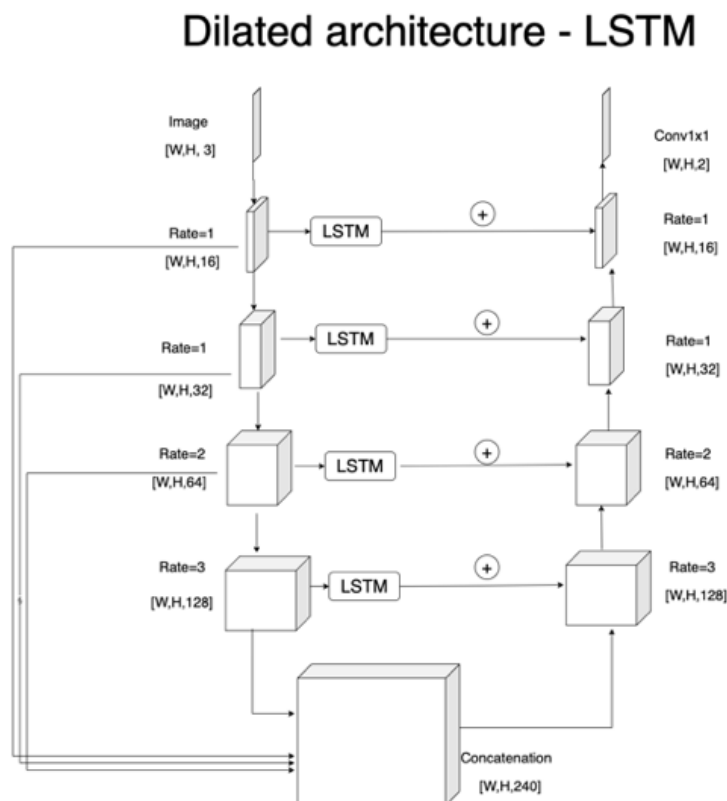 Dilated architecture - LSTM
Image
[W,H, 3]
Conv1x1
[W,H,2]
Rate=1
[W,H,16]
LSTM
+
Rate=1
[W,H,16]
Rate=1
[W,H,32]
LSTM
+
Rate=1
[W,H,32]
Rate=2
[W,H,64]
LSTM
+
Rate=2
[W,H,64]
Rate=3
[W,H,128]
LSTM
+
Rate=3
[W,H,128]
Concatenation
[W,H,240]